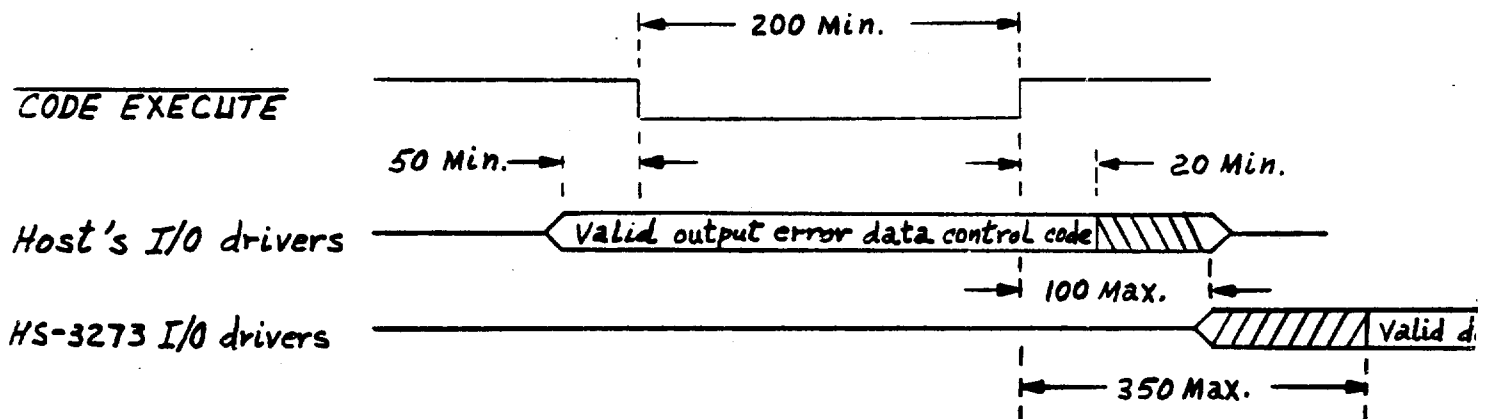 200 Min.
CODE EXECUTE
50 Min.
20 Min.
Host's I/O drivers
Valid output error data control code
100 Max.
HS-3273 I/O drivers
Valid
350 Max.